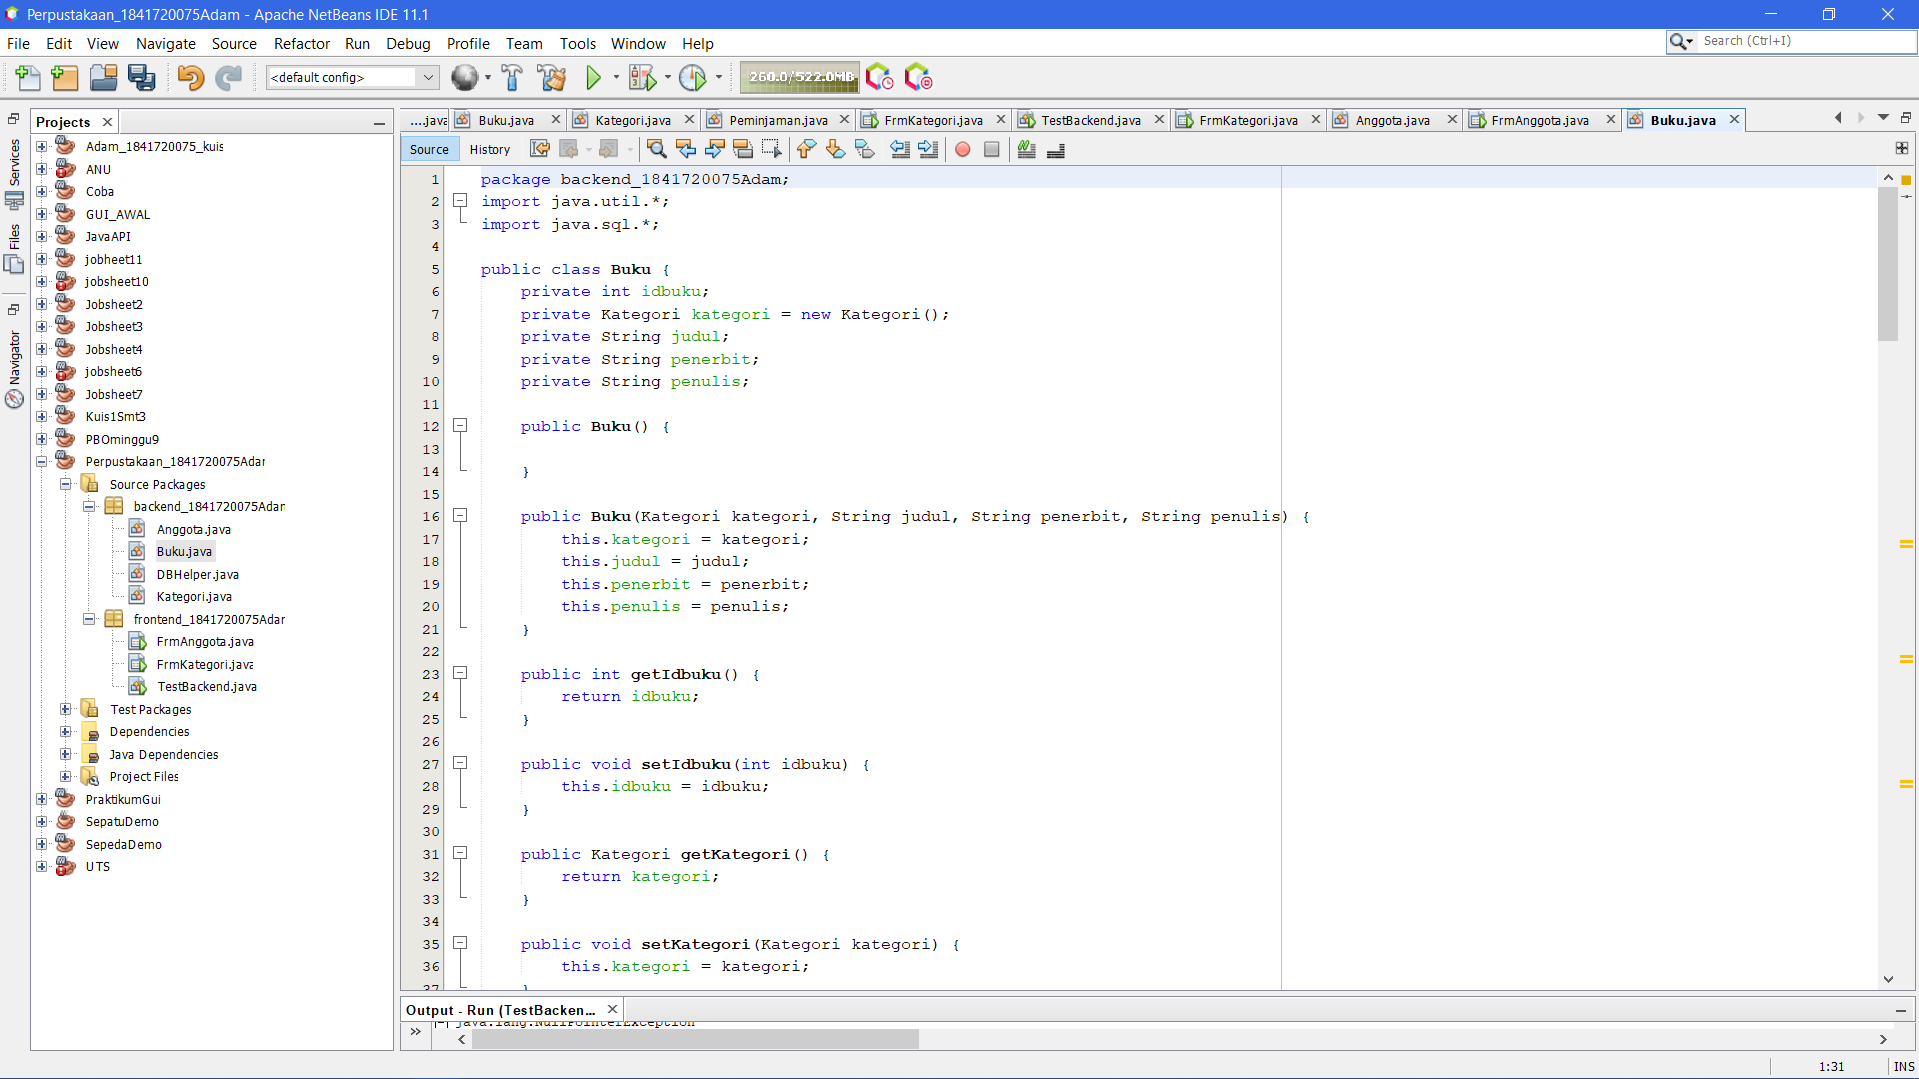 Perpustakaan_1841720075Adam - Apache NetBeans IDE 11.1
File Edit View Navigate Source Refactor Run Debug Profile Team Tools Window Help
Search (Ctrl+I)
<default config>
260.0/522.0MB
Projects
Services
Files
Navigator
Adam_1841720075_kuis
ANU
Coba
GUI_AWAL
JavaAPI
jobheet11
jobsheet10
Jobsheet2
Jobsheet3
Jobsheet4
jobsheet6
Jobsheet7
Kuis1Smt3
PBOminggu9
Perpustakaan_1841720075Adar
Source Packages
backend_1841720075Adar
Anggota.java
Buku.java
DBHelper.java
Kategori.java
frontend_1841720075Adar
FrmAnggota.java
FrmKategori.java
TestBackend.java
Test Packages
Dependencies
Java Dependencies
Project Files
PraktikumGui
SepatuDemo
SepedaDemo
UTS
...java Buku.java Kategori.java Peminjaman.java FrmKategori.java TestBackend.java FrmKategori.java Anggota.java FrmAnggota.java Buku.java
Source History
1 package backend_1841720075Adam;
2 import java.util.*;
3 import java.sql.*;
4
5 public class Buku {
6 private int idbuku;
7 private Kategori kategori = new Kategori();
8 private String judul;
9 private String penerbit;
10 private String penulis;
11
12 public Buku() {
13
14 }
15
16 public Buku(Kategori kategori, String judul, String penerbit, String penulis) {
17 this.kategori = kategori;
18 this.judul = judul;
19 this.penerbit = penerbit;
20 this.penulis = penulis;
21 }
22
23 public int getIdbuku() {
24 return idbuku;
25 }
26
27 public void setIdbuku(int idbuku) {
28 this.idbuku = idbuku;
29 }
30
31 public Kategori getKategori() {
32 return kategori;
33 }
34
35 public void setKategori(Kategori kategori) {
36 this.kategori = kategori;
37 }
Output - Run (TestBacken...
java.lang.NullPointerException
1:31 INS